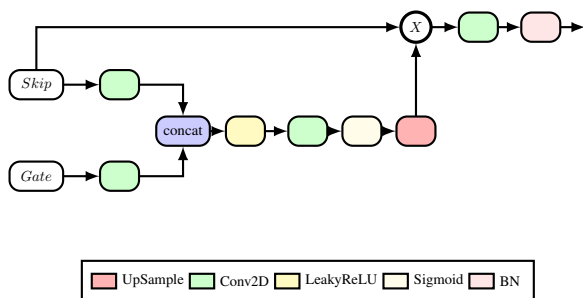 X
Skip
concat
Gate
UpSample Conv2D LeakyReLU Sigmoid BN